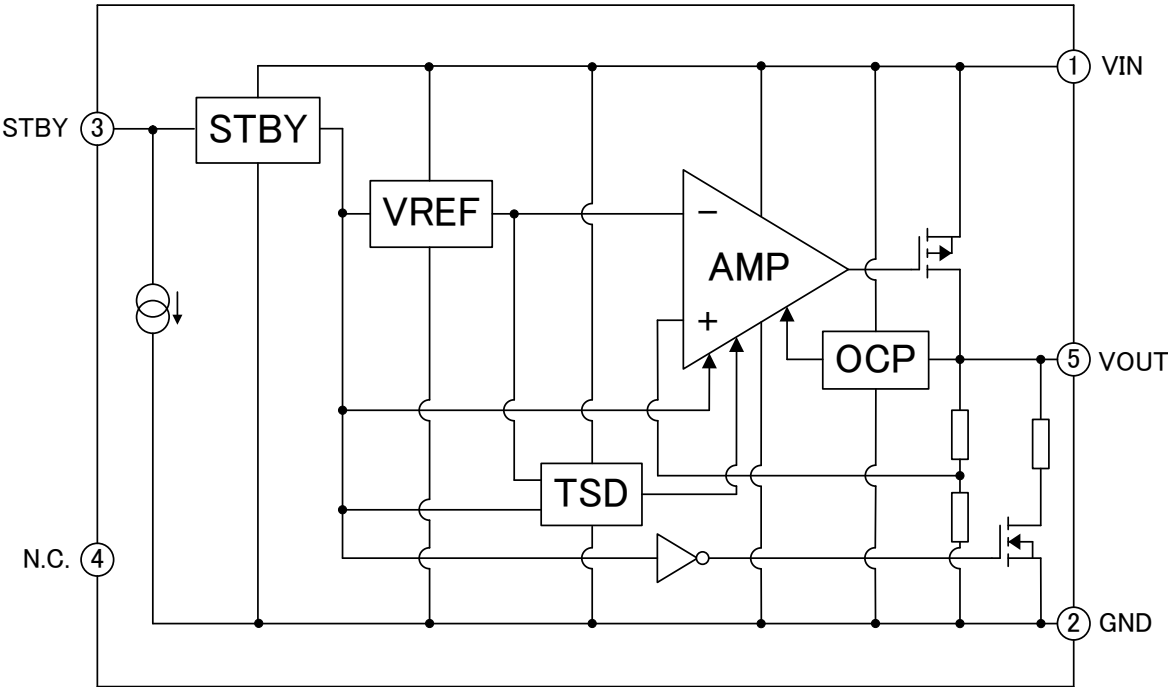 1 VIN
STBY 3
STBY
VREF
−
AMP
+
OCP
5 VOUT
TSD
N.C. 4
2 GND